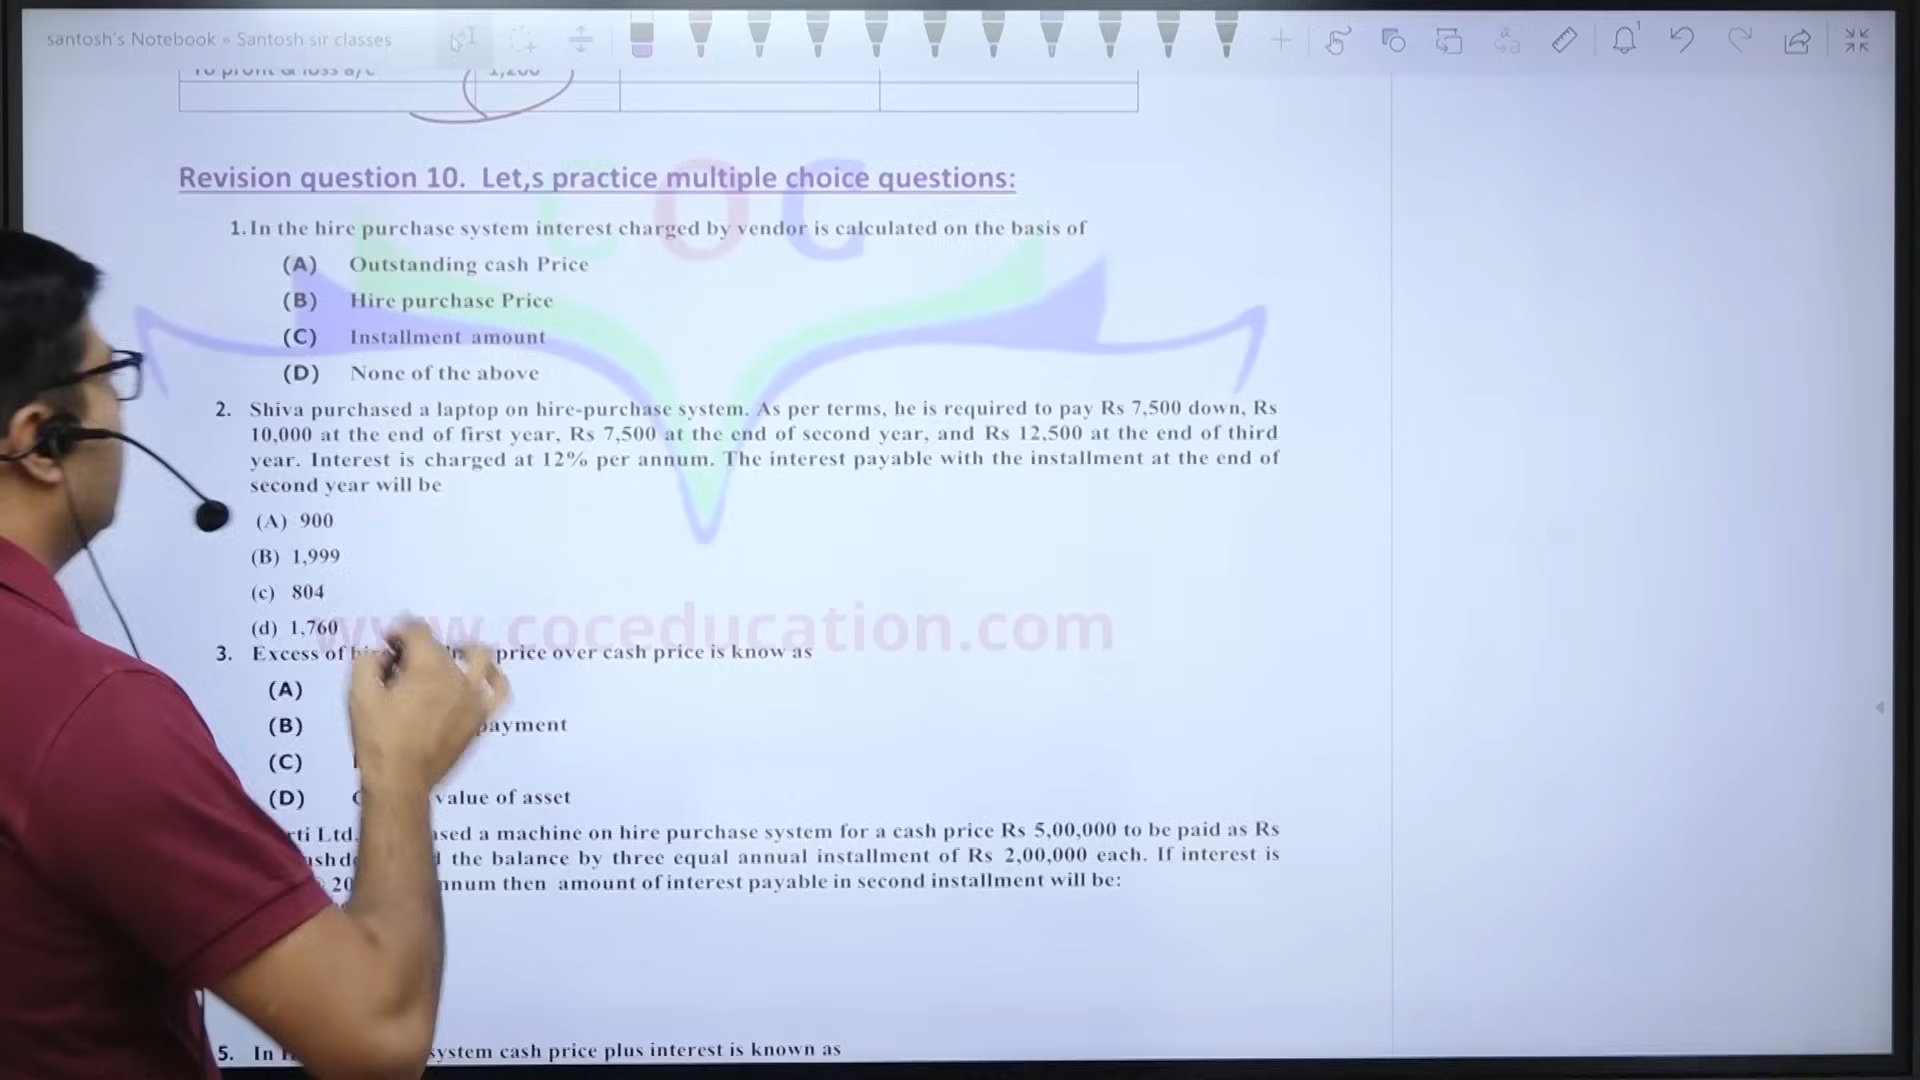 santosh's Notebook » Santosh sir classes
To profit & loss a/c 1,200
COC
Revision question 10. Let,s practice multiple choice questions:
1. In the hire purchase system interest charged by vendor is calculated on the basis of
(A) Outstanding cash Price
(B) Hire purchase Price
(C) Installment amount
(D) None of the above
2. Shiva purchased a laptop on hire-purchase system. As per terms, he is required to pay Rs 7,500 down, Rs
10,000 at the end of first year, Rs 7,500 at the end of second year, and Rs 12,500 at the end of third
year. Interest is charged at 12% per annum. The interest payable with the installment at the end of
second year will be
(A) 900
(B) 1,999
(c) 804
(d) 1,760
www.coceducation.com
3. Excess of price over cash price is know as
(A)
(B) payment
(C)
(D) value of asset
Ltd. a machine on hire purchase system for a cash price Rs 5,00,000 to be paid as Rs
the balance by three equal annual installment of Rs 2,00,000 each. If interest is
20 then amount of interest payable in second installment will be:
5. In system cash price plus interest is known as